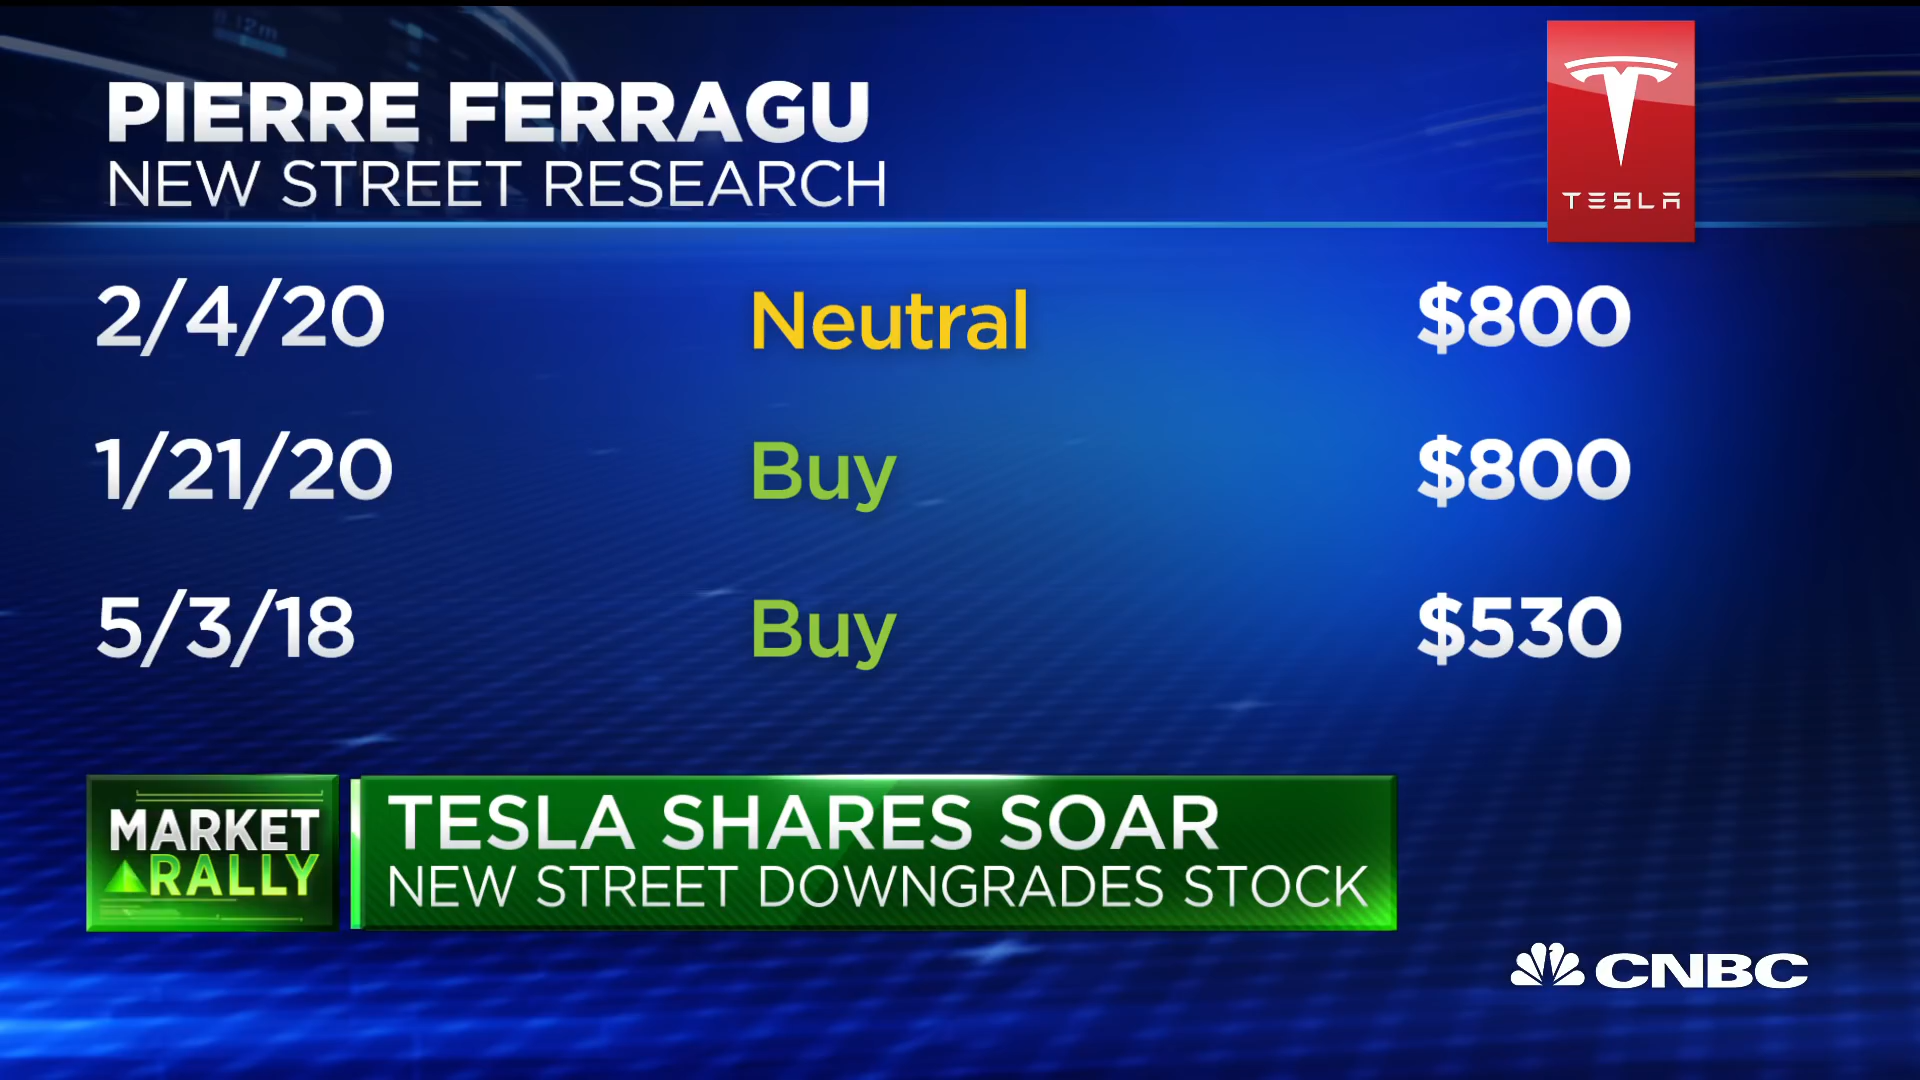 PIERRE FERRAGU
NEW STREET RESEARCH
TESLA
2/4/20 Neutral $800
1/21/20 Buy $800
5/3/18 Buy $530
MARKET
RALLY
TESLA SHARES SOAR
NEW STREET DOWNGRADES STOCK
CNBC